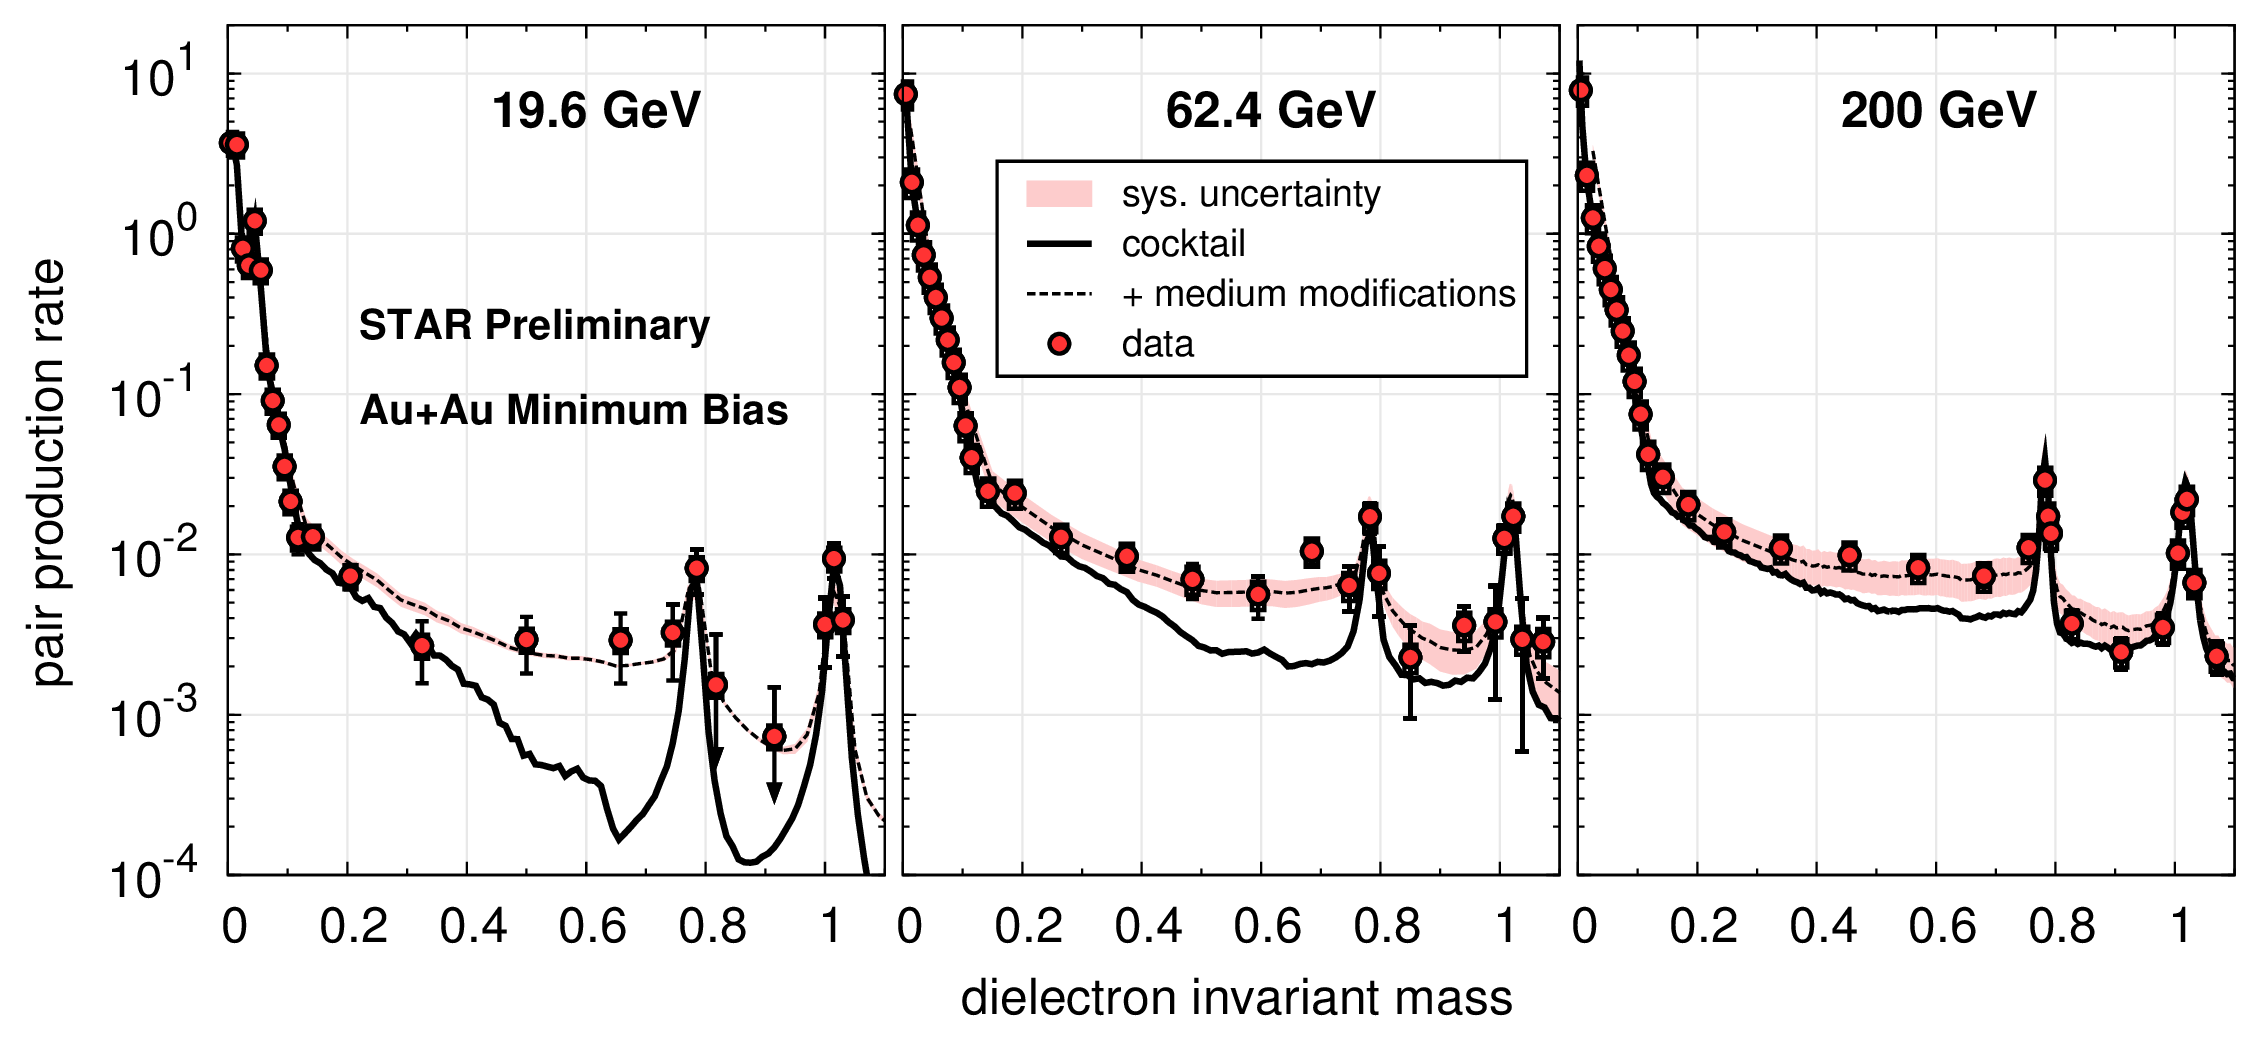 19.6 GeV
62.4 GeV
200 GeV
sys. uncertainty
cocktail
+ medium modifications
data
STAR Preliminary
Au+Au Minimum Bias
pair production rate
10^1
10^0
10^-1
10^-2
10^-3
10^-4
0 0.2 0.4 0.6 0.8 1
0 0.2 0.4 0.6 0.8 1
0 0.2 0.4 0.6 0.8 1
dielectron invariant mass